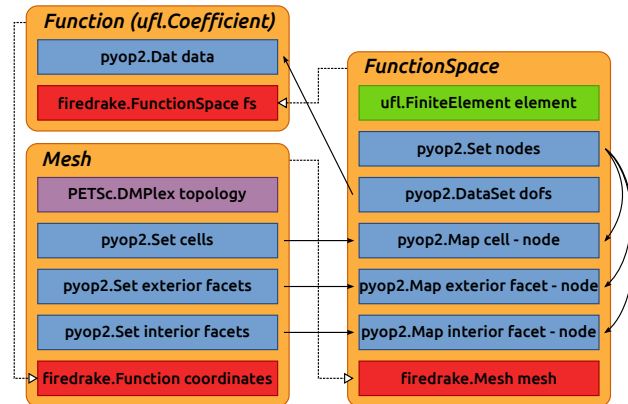 Function (ufl.Coefficient)
pyop2.Dat data
firedrake.FunctionSpace fs
Mesh
PETSc.DMPlex topology
pyop2.Set cells
pyop2.Set exterior facets
pyop2.Set interior facets
firedrake.Function coordinates
FunctionSpace
ufl.FiniteElement element
pyop2.Set nodes
pyop2.DataSet dofs
pyop2.Map cell - node
pyop2.Map exterior facet - node
pyop2.Map interior facet - node
firedrake.Mesh mesh